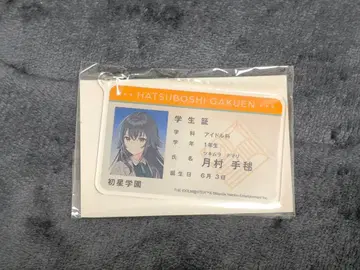 HATSUBOSHI GAKUEN
学生証
学 科 アイドル科
学 年 1年生
ツキムラ テマリ
氏 名 月村 手毬
誕生日 6月 3日
初星学園